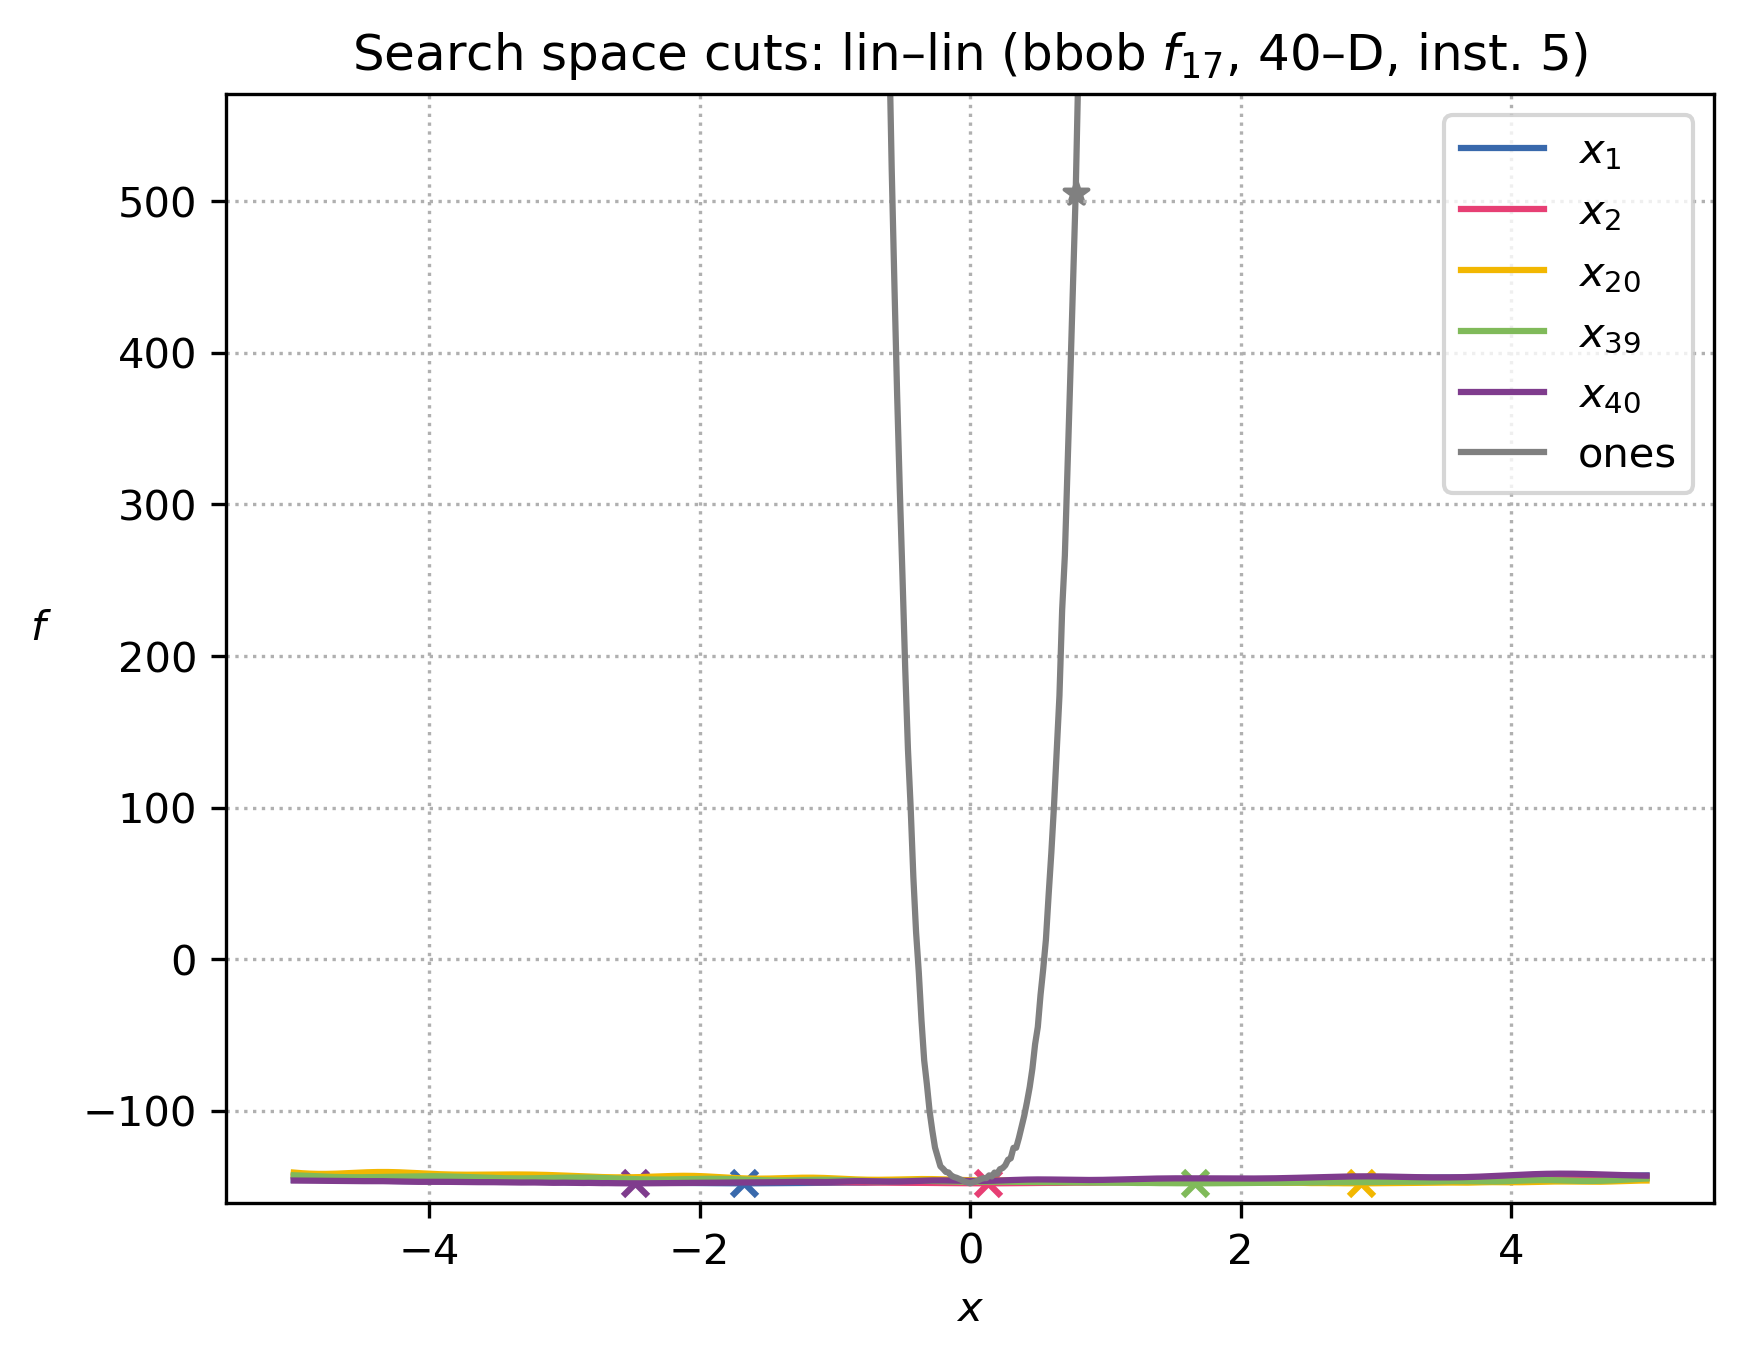 Search space cuts: lin–lin (bbob f17, 40–D, inst. 5)
500
400
300
200
100
0
−100
f
−4
−2
0
2
4
x
x1
x2
x20
x39
x40
ones